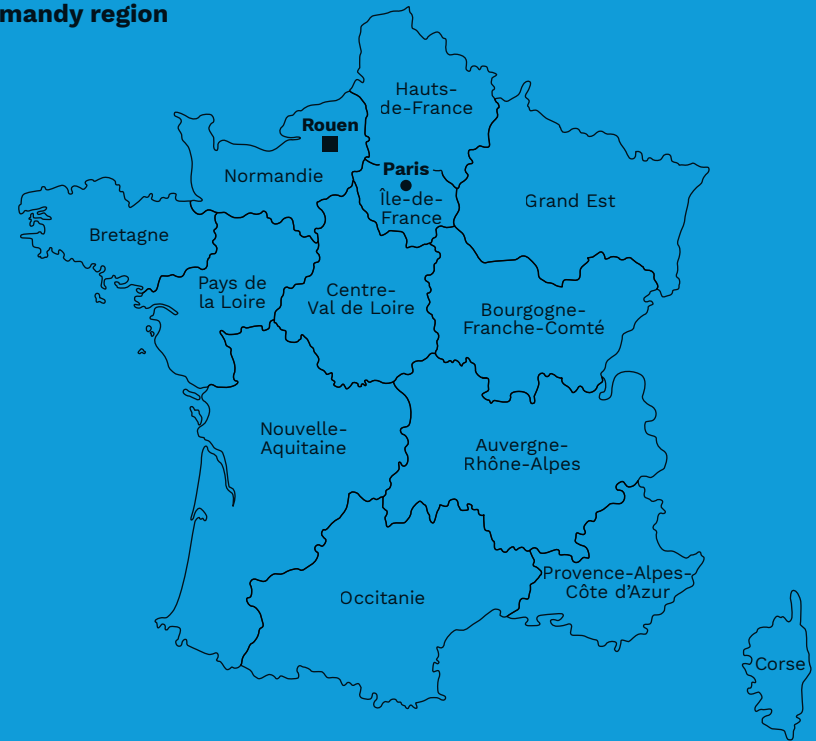 mandy region
Hauts-
de-France
Rouen
Normandie
Paris
Île-de-
France
Grand Est
Bretagne
Pays de
la Loire
Centre-
Val de Loire
Bourgogne-
Franche-Comté
Nouvelle-
Aquitaine
Auvergne-
Rhône-Alpes
Provence-Alpes-
Côte d'Azur
Occitanie
Corse